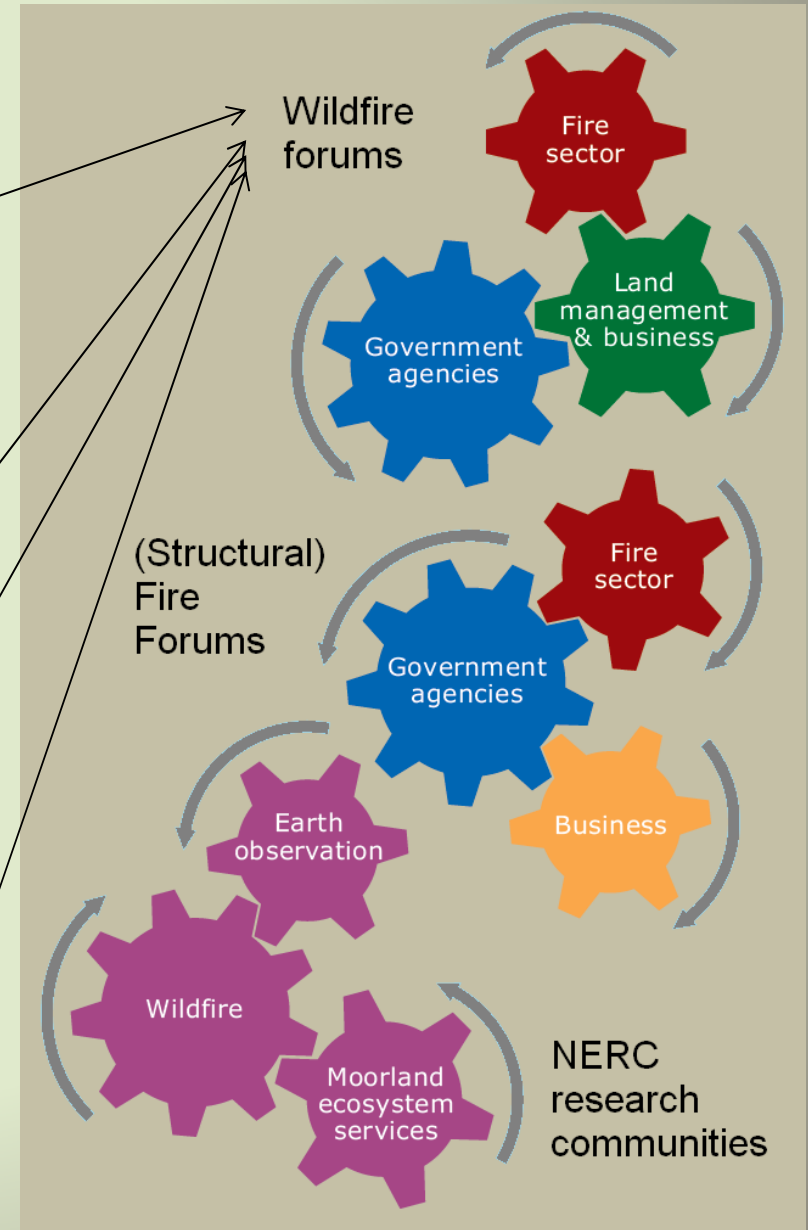 Wildfire
forums
Fire
sector
Land
management
& business
Government
agencies
(Structural)
Fire
Forums
Fire
sector
Government
agencies
Business
Earth
observation
Wildfire
Moorland
ecosystem
services
NERC
research
communities